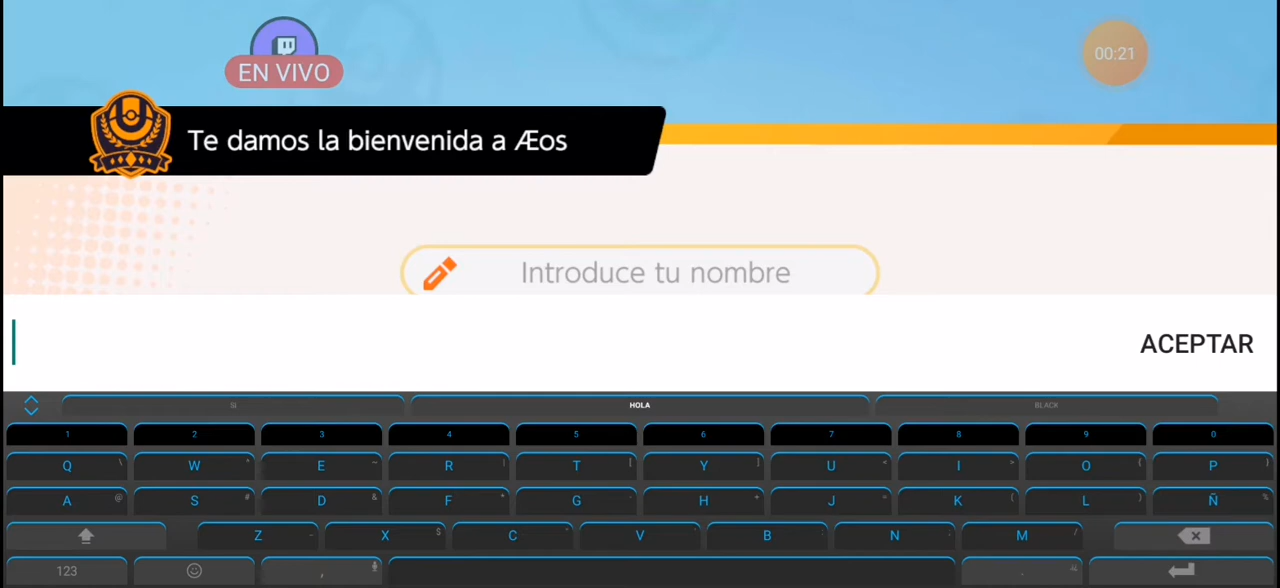 EN VIVO
00:21
Te damos la bienvenida a Æos
Introduce tu nombre
ACEPTAR
SI HOLA BLACK
1 2 3 4 5 6 7 8 9 0
Q \ W ^ E ~ R | T [ Y ] U < I > O { P }
A @ S # D & F * G - H + J = K ( L ) Ñ %
Z _ X $ C " V ' B : N ; M /
123 , .